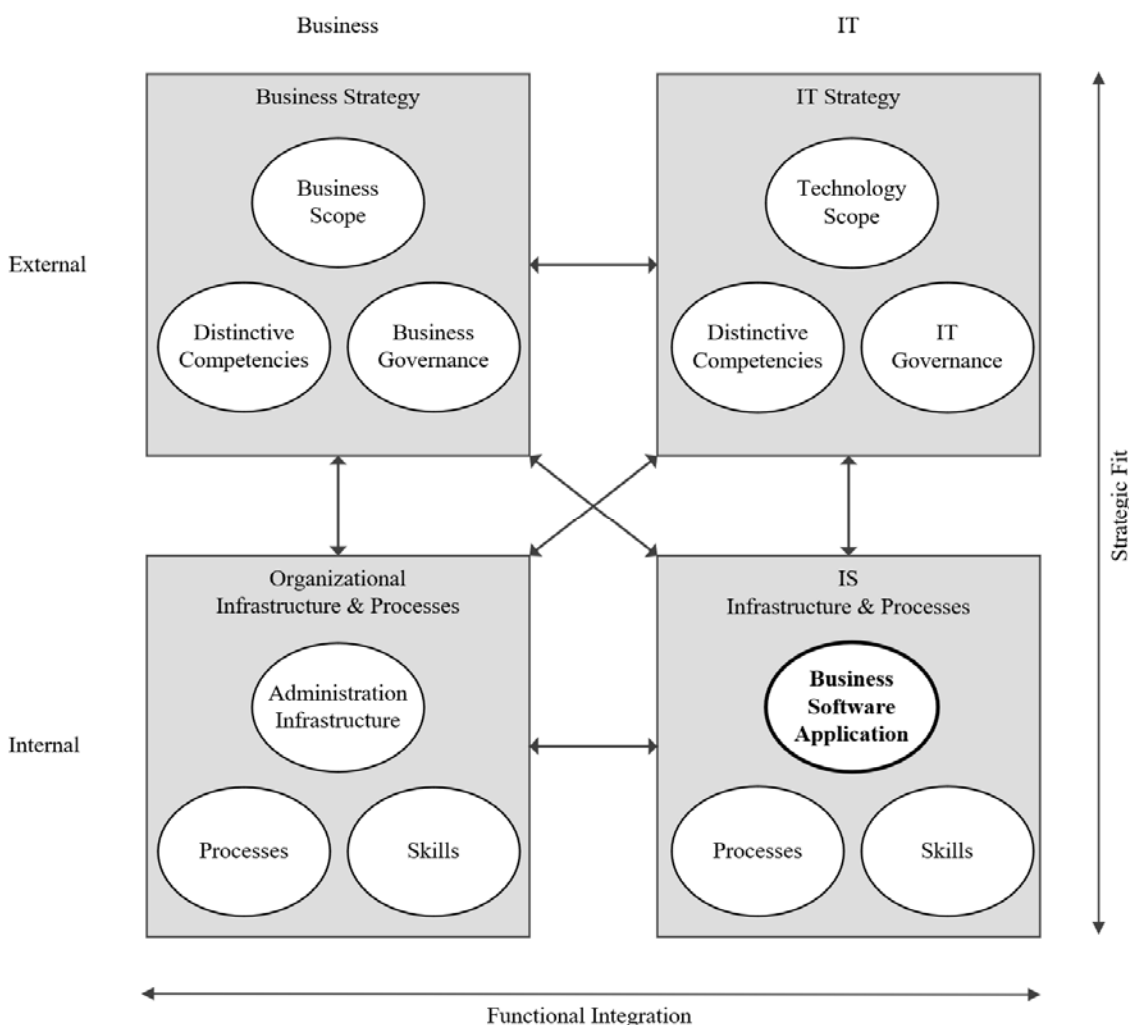 Business
IT
Business Strategy
IT Strategy
Business
Scope
Technology
Scope
External
Distinctive
Competencies
Business
Governance
Distinctive
Competencies
IT
Governance
Strategic Fit
Organizational
Infrastructure & Processes
IS
Infrastructure & Processes
Administration
Infrastructure
Business
Software
Application
Internal
Processes
Skills
Processes
Skills
Functional Integration